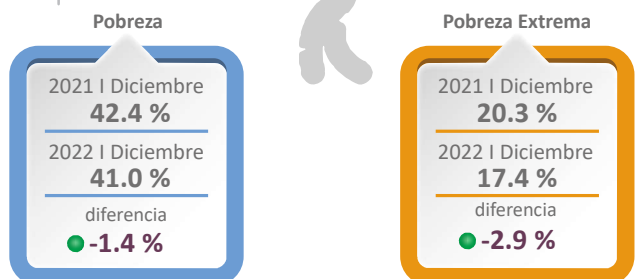 Pobreza
2021 I Diciembre
42.4 %
2022 I Diciembre
41.0 %
diferencia
-1.4 %
Pobreza Extrema
2021 I Diciembre
20.3 %
2022 I Diciembre
17.4 %
diferencia
-2.9 %